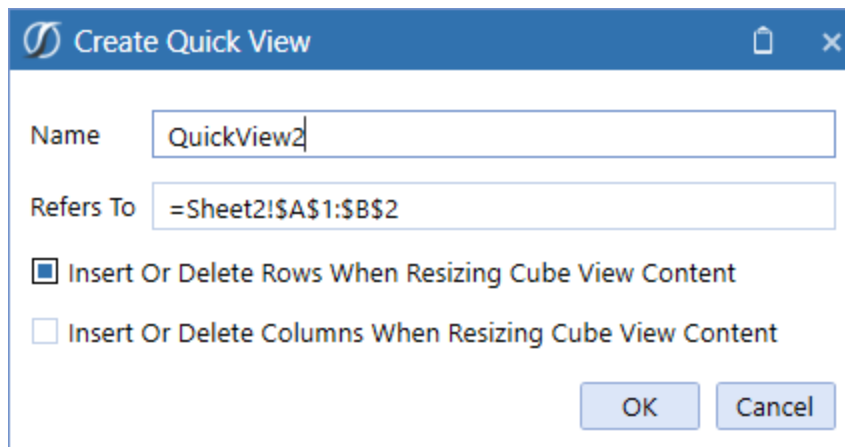 Create Quick View
Name QuickView2
Refers To =Sheet2!$A$1:$B$2
Insert Or Delete Rows When Resizing Cube View Content
Insert Or Delete Columns When Resizing Cube View Content
OK Cancel